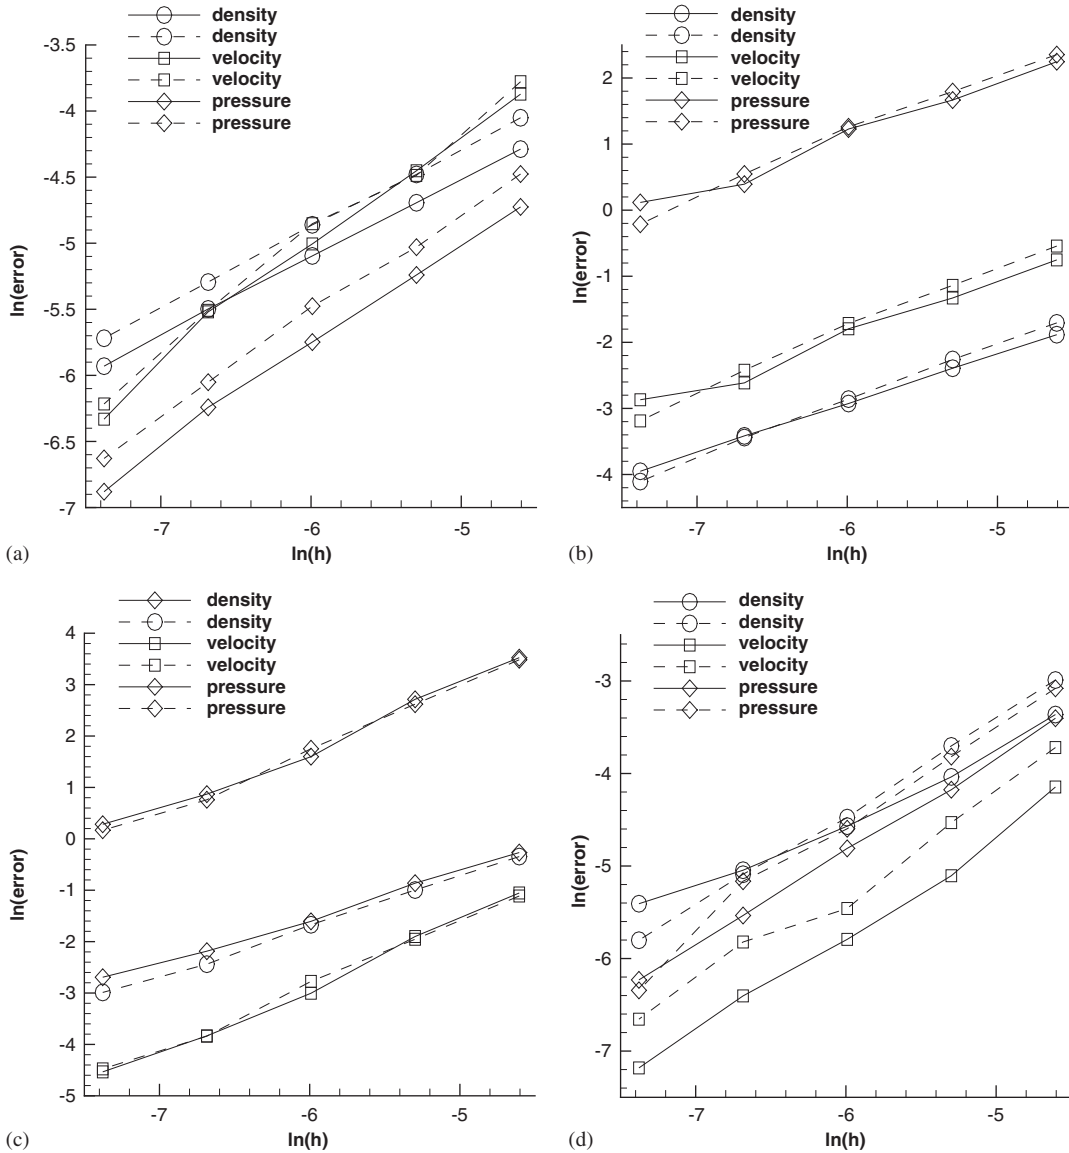 density
density
velocity
velocity
pressure
pressure
-3.5
-4
-4.5
-5
-5.5
-6
-6.5
-7
ln(error)
-7
-6
-5
ln(h)
(a)
density
density
velocity
velocity
pressure
pressure
2
1
0
-1
-2
-3
-4
ln(error)
-7
-6
-5
ln(h)
(b)
density
density
velocity
velocity
pressure
pressure
4
3
2
1
0
-1
-2
-3
-4
-5
ln(error)
-7
-6
-5
ln(h)
(c)
density
density
velocity
velocity
pressure
pressure
-3
-4
-5
-6
-7
ln(error)
-7
-6
-5
ln(h)
(d)